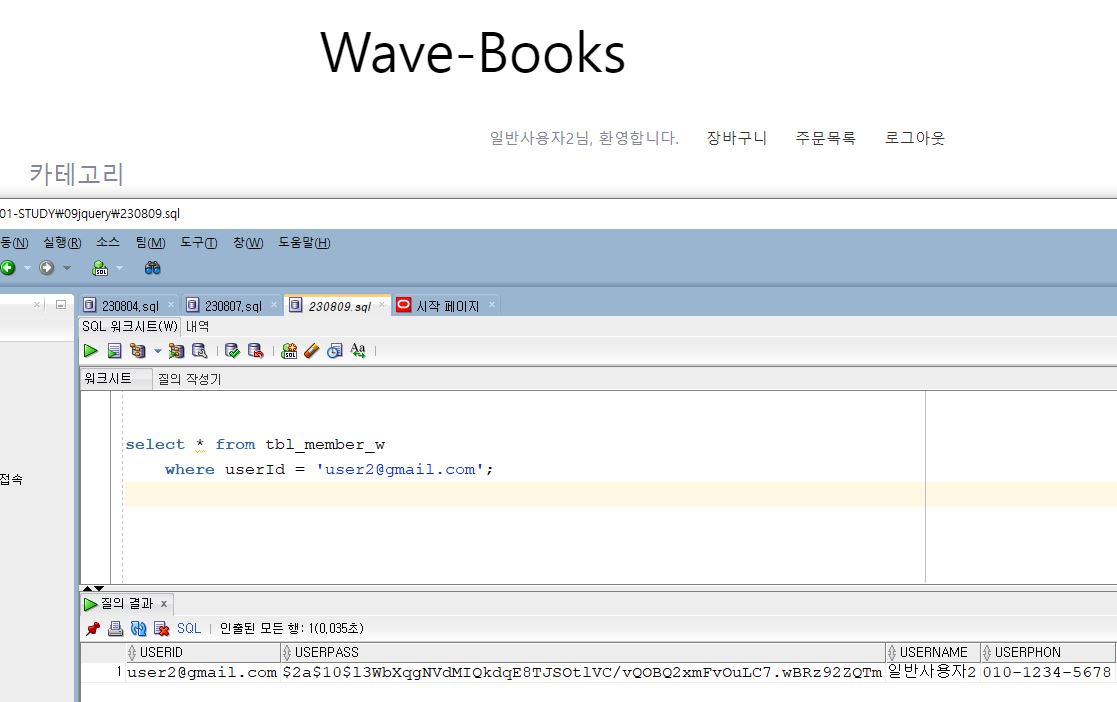 Wave-Books
일반사용자2님, 환영합니다. 장바구니 주문목록 로그아웃
카테고리
01-STUDY₩09jquery₩230809.sql
동(N) 실행(R) 소스 팀(M) 도구(T) 창(W) 도움말(H)
230804.sql 230807.sql 230809.sql 시작 페이지
SQL 워크시트(W) 내역
워크시트 질의 작성기
select * from tbl_member_w
where userId = 'user2@gmail.com';
접속
질의 결과 x
SQL | 인출된 모든 행: 1(0,035초)
USERID USERPASS USERNAME USERPHON
1 user2@gmail.com $2a$10$l3WbXqgNVdMIQkdqE8TJSOtlVC/vQOBQ2xmFvOuLC7.wBRz92ZQTm 일반사용자2 010-1234-5678